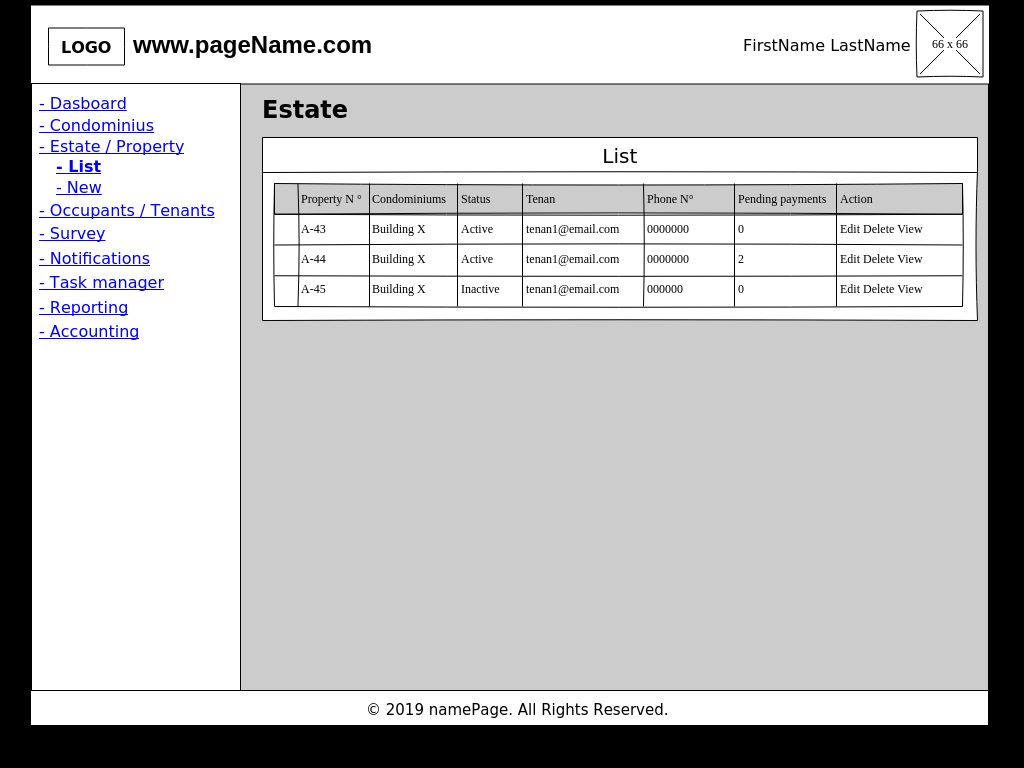 LOGO www.pageName.com FirstName LastName 66 x 66
- Dasboard
- Condominius
- Estate / Property
- List
- New
- Occupants / Tenants
- Survey
- Notifications
- Task manager
- Reporting
- Accounting
Estate
List
Property N ° Condominiums Status Tenan Phone N° Pending payments Action
A-43 Building X Active tenan1@email.com 0000000 0 Edit Delete View
A-44 Building X Active tenan1@email.com 0000000 2 Edit Delete View
A-45 Building X Inactive tenan1@email.com 000000 0 Edit Delete View
© 2019 namePage. All Rights Reserved.